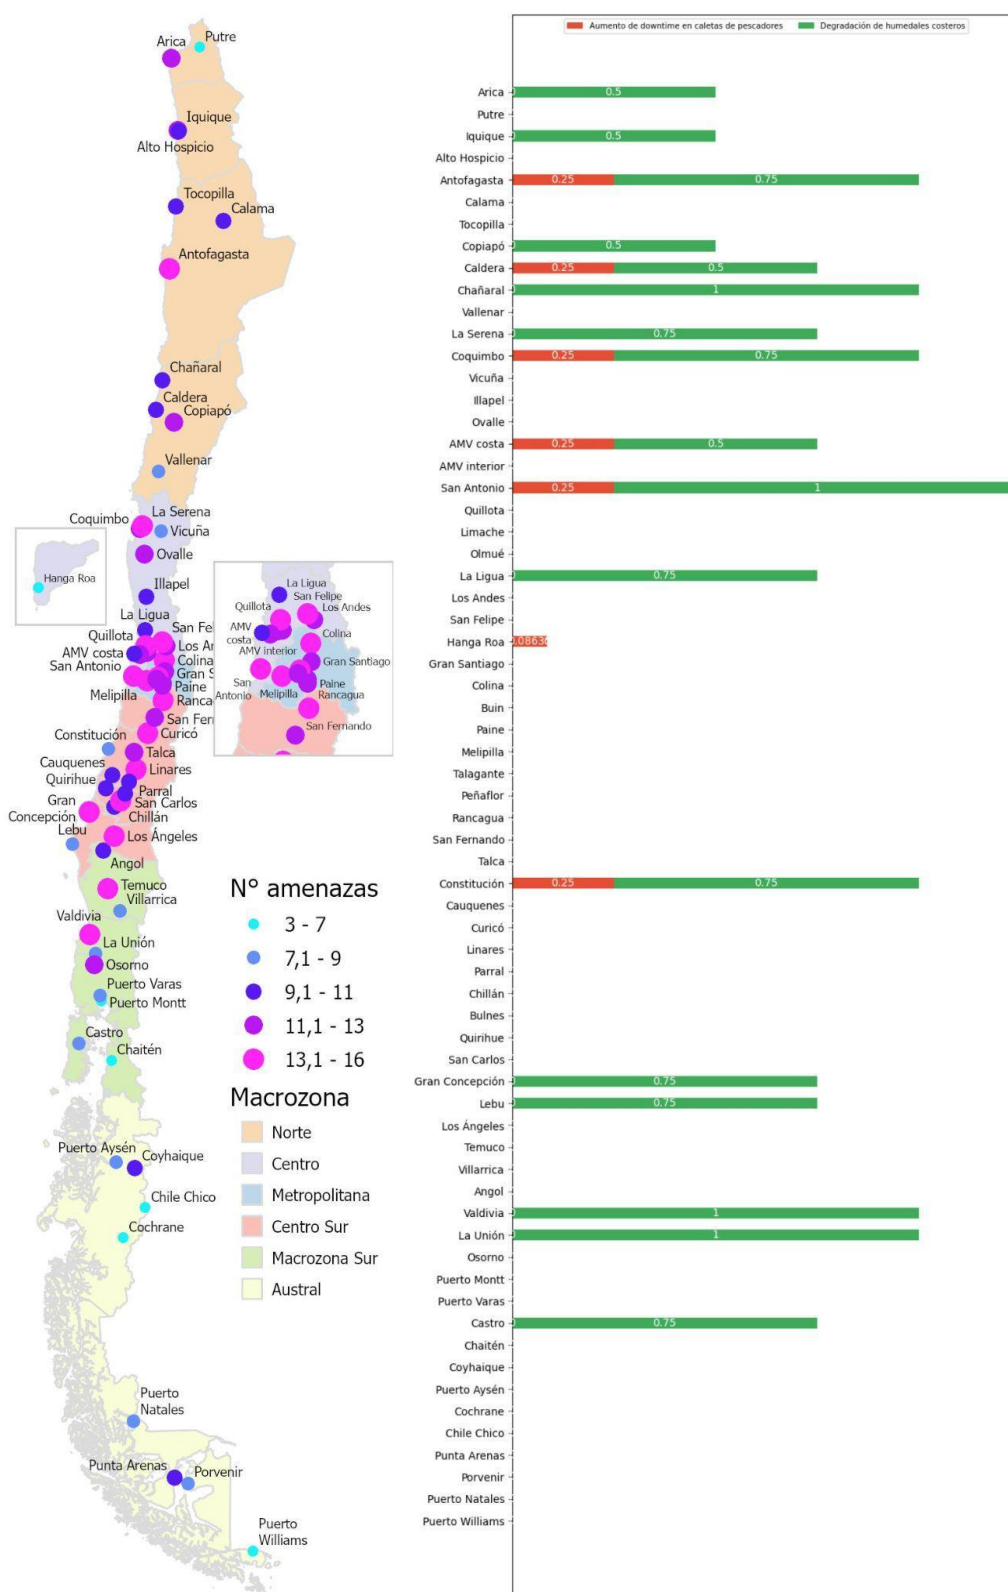 Arica
Putre
Iquique
Alto Hospicio
Tocopilla
Calama
Antofagasta
Chañaral
Caldera
Copiapó
Vallenar
La Serena
Coquimbo
Vicuña
Ovalle
Hanga Roa
Illapel
La Ligua
San Fe
Quillota
Los An
AMV costa
Colina
San Antonio
Gran S
Paine
Melipilla
Ranca
San Fer
Constitución
Curicó
Talca
Cauquenes
Linares
Quirihue
Parral
Gran
Concepción
San Carlos
Chillán
Lebu
Los Ángeles
Angol
Temuco
Villarrica
Valdivia
La Unión
Osorno
Puerto Varas
Puerto Montt
Castro
Chaitén
Puerto Aysén
Coyhaique
Chile Chico
Cochrane
Puerto
Natales
Punta Arenas
Porvenir
Puerto
Williams
La Ligua
San Felipe
Quillota
Los Andes
AMV
costa
Colina
AMV interior
Gran Santiago
San
Antonio
Melipilla
Paine
Rancagua
San Fernando
N° amenazas
3 - 7
7,1 - 9
9,1 - 11
11,1 - 13
13,1 - 16
Macrozona
Norte
Centro
Metropolitana
Centro Sur
Macrozona Sur
Austral
Aumento de downtime en caletas de pescadores
Degradación de humedales costeros
Arica 0.5
Putre
Iquique 0.5
Alto Hospicio
Antofagasta 0.25 0.75
Calama
Tocopilla
Copiapó 0.5
Caldera 0.25 0.5
Chañaral 1
Vallenar
La Serena 0.75
Coquimbo 0.25 0.75
Vicuña
Illapel
Ovalle
AMV costa 0.25 0.5
AMV interior
San Antonio 0.25 1
Quillota
Limache
Olmué
La Ligua 0.75
Los Andes
San Felipe
Hanga Roa
Gran Santiago
Colina
Buin
Paine
Melipilla
Talagante
Peñaflor
Rancagua
San Fernando
Talca
Constitución 0.25 0.75
Cauquenes
Curicó
Linares
Parral
Chillán
Bulnes
Quirihue
San Carlos
Gran Concepción 0.75
Lebu 0.75
Los Ángeles
Temuco
Villarrica
Angol
Valdivia 1
La Unión 1
Osorno
Puerto Montt
Puerto Varas
Castro 0.75
Chaitén
Coyhaique
Puerto Aysén
Cochrane
Chile Chico
Punta Arenas
Porvenir
Puerto Natales
Puerto Williams